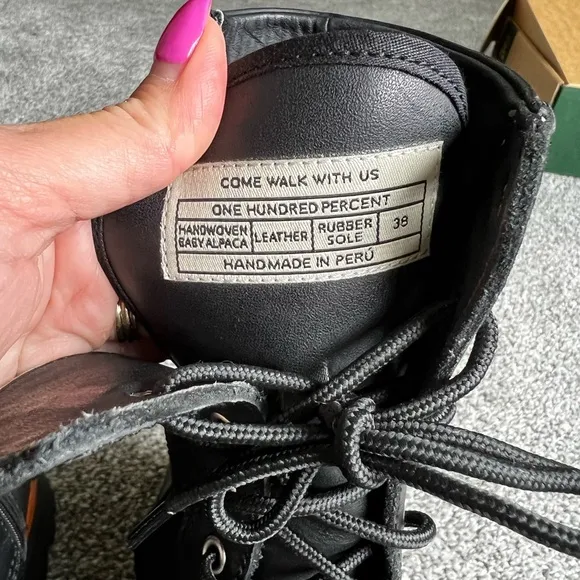 COME WALK WITH US
ONE HUNDRED PERCENT
HANDWOVEN BABY ALPACA
LEATHER
RUBBER SOLE
38
HANDMADE IN PERÚ